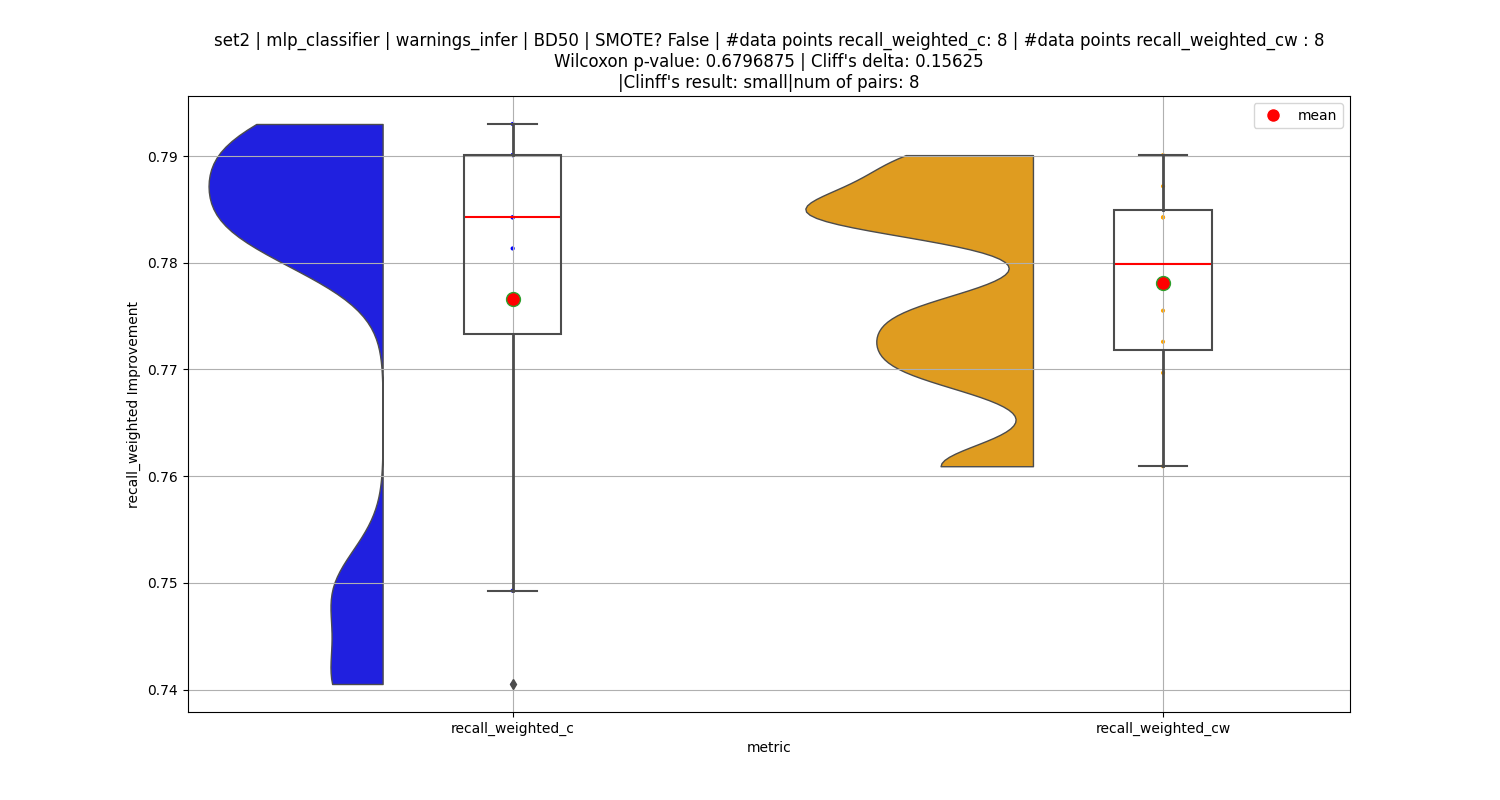 set2 | mlp_classifier | warnings_infer | BD50 | SMOTE? False | #data points recall_weighted_c: 8 | #data points recall_weighted_cw : 8
Wilcoxon p-value: 0.6796875 | Cliff's delta: 0.15625
|Clinff's result: small|num of pairs: 8
mean
0.79
0.78
0.77
0.76
0.75
0.74
recall_weighted Improvement
recall_weighted_c
recall_weighted_cw
metric